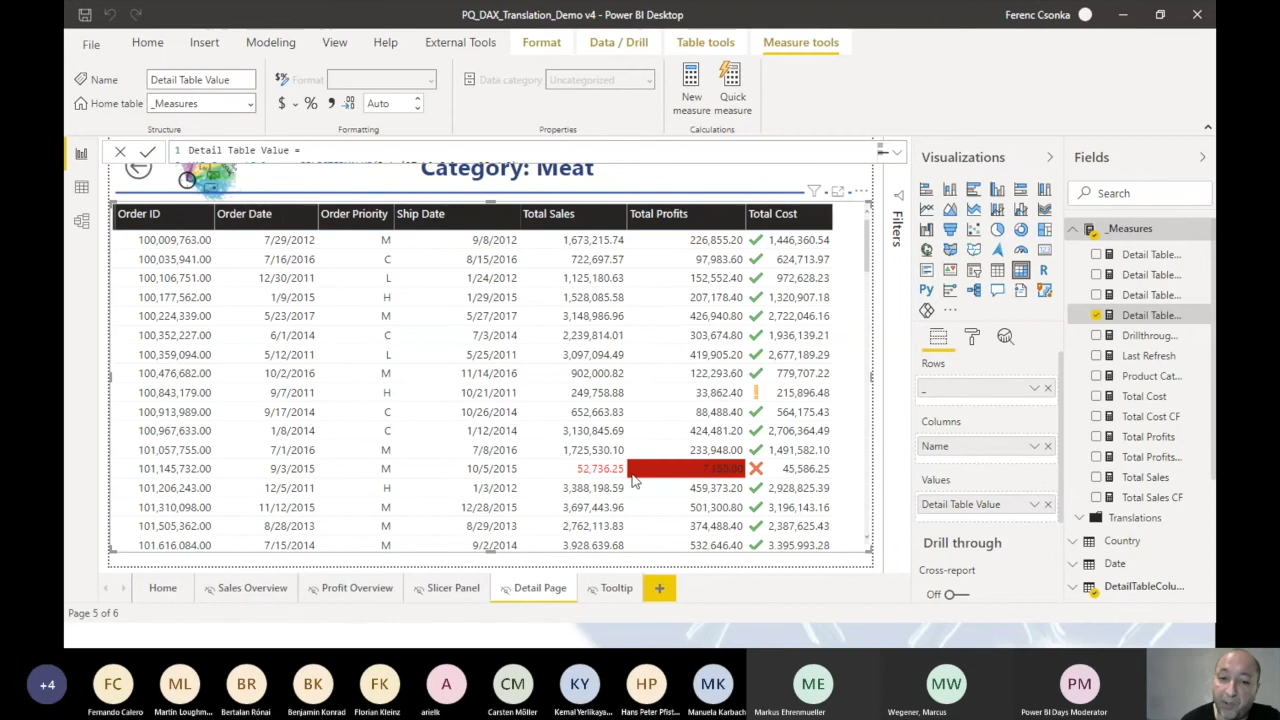 PQ_DAX_Translation_Demo v4 - Power BI Desktop
Ferenc Csonka
File Home Insert Modeling View Help External Tools Format Data / Drill Table tools Measure tools
Name Detail Table Value
Home table _Measures
Structure
Format
$ % Auto
Formatting
Data category Uncategorized
Properties
New measure
Quick measure
Calculations
1 Detail Table Value =
Category: Meat
Order ID Order Date Order Priority Ship Date Total Sales Total Profits Total Cost
100,009,763.00 7/29/2012 M 9/8/2012 1,673,215.74 226,855.20 1,446,360.54
100,035,941.00 7/16/2016 C 8/15/2016 722,697.57 97,983.60 624,713.97
100,106,751.00 12/30/2011 L 1/24/2012 1,125,180.63 152,552.40 972,628.23
100,177,562.00 1/9/2015 H 1/29/2015 1,528,085.58 207,178.40 1,320,907.18
100,224,339.00 5/23/2017 M 5/27/2017 3,148,986.96 426,940.80 2,722,046.16
100,352,227.00 6/1/2014 C 7/3/2014 2,239,814.01 303,674.80 1,936,139.21
100,359,094.00 5/12/2011 L 5/25/2011 3,097,094.49 419,905.20 2,677,189.29
100,476,682.00 10/2/2016 M 11/14/2016 902,000.82 122,293.60 779,707.22
100,843,179.00 9/7/2011 H 10/21/2011 249,758.88 33,862.40 215,896.48
100,913,989.00 9/17/2014 C 10/26/2014 652,663.83 88,488.40 564,175.43
100,967,633.00 1/8/2014 C 1/12/2014 3,130,845.69 424,481.20 2,706,364.49
101,057,755.00 7/1/2016 M 7/8/2016 1,725,530.10 233,948.00 1,491,582.10
101,145,732.00 9/3/2015 M 10/5/2015 52,736.25 7,150.00 45,586.25
101,206,243.00 12/5/2011 H 1/3/2012 3,388,198.59 459,373.20 2,928,825.39
101,310,098.00 11/12/2015 M 12/28/2015 3,697,443.96 501,300.80 3,196,143.16
101,505,362.00 8/28/2013 M 8/29/2013 2,762,113.83 374,488.40 2,387,625.43
101,616,084.00 7/15/2014 M 9/2/2014 3,928,639.68 532,646.40 3,395,993.28
Filters
Visualizations
Py
R
Rows
_
Columns
Name
Values
Detail Table Value
Drill through
Cross-report
Off
Fields
Search
_Measures
Detail Table...
Detail Table...
Detail Table...
Detail Table...
Drillthroug...
Last Refresh
Product Cat...
Total Cost
Total Cost CF
Total Profits
Total Profits...
Total Sales
Total Sales CF
Translations
Country
Date
DetailTableColu...
Home Sales Overview Profit Overview Slicer Panel Detail Page Tooltip +
Page 5 of 6
+4 FC ML BR BK FK A CM KY HP MK ME MW PM
Fernando Calero Martin Loughm... Bertalan Rónai Benjamin Konrad Florian Kleinz arielk Carsten Möller Kemal Yerlikaya... Hans Peter Pfist... Manuela Karbach Markus Ehrenmueller Wegener, Marcus PM Days Moderator